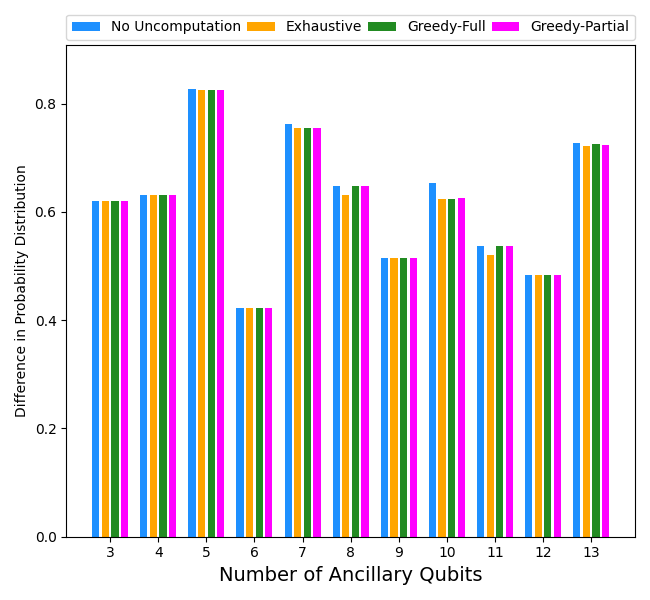 No Uncomputation Exhaustive Greedy-Full Greedy-Partial
Difference in Probability Distribution
0.8
0.6
0.4
0.2
0.0
3 4 5 6 7 8 9 10 11 12 13
Number of Ancillary Qubits